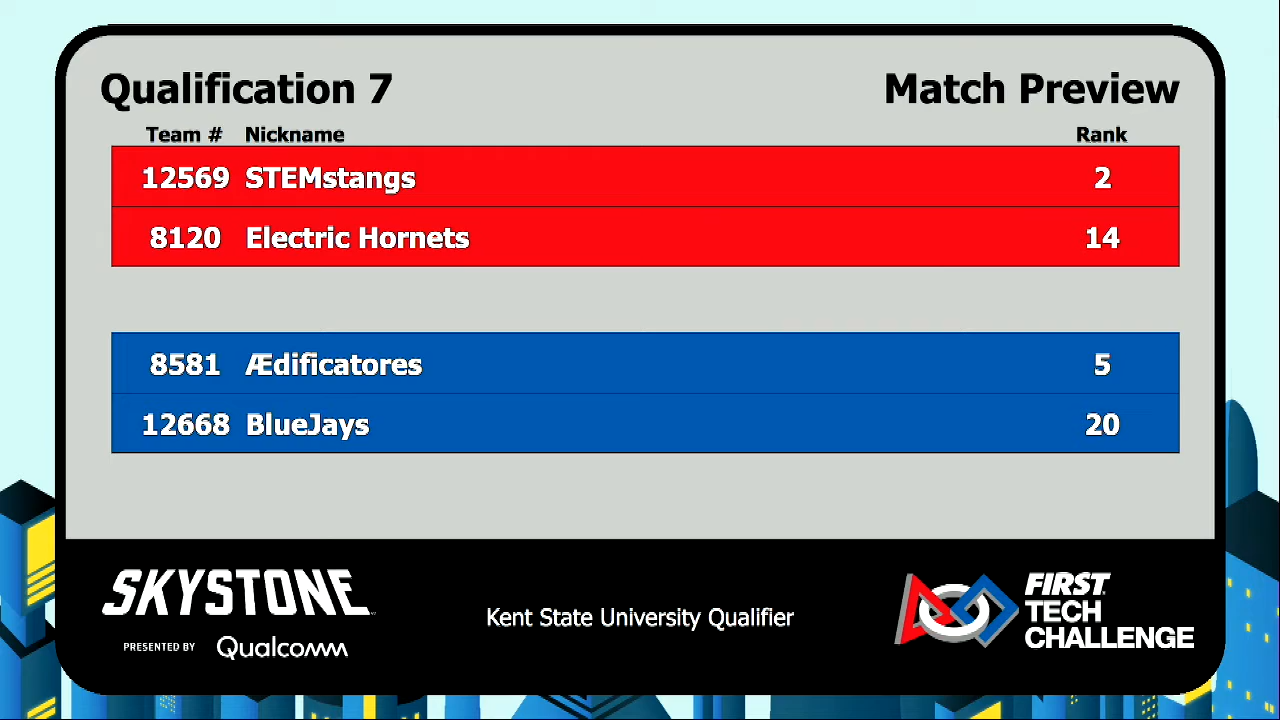 Qualification 7 Match Preview
Team # Nickname Rank
12569 STEMstangs 2
8120 Electric Hornets 14
8581 Ædificatores 5
12668 BlueJays 20
SKYSTONE
PRESENTED BY Qualcomm
Kent State University Qualifier
FIRST
TECH
CHALLENGE